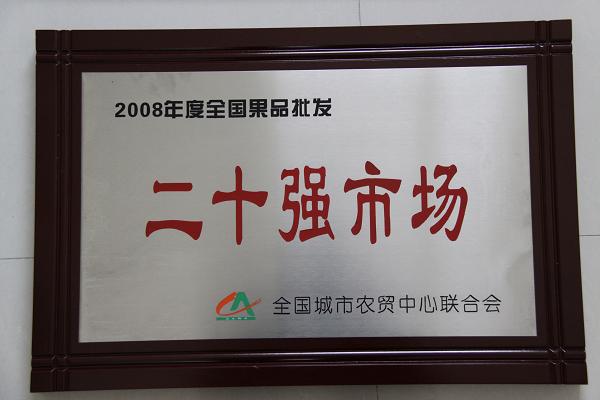 2008年度全国果品批发
二十强市场
全国城市农贸中心联合会